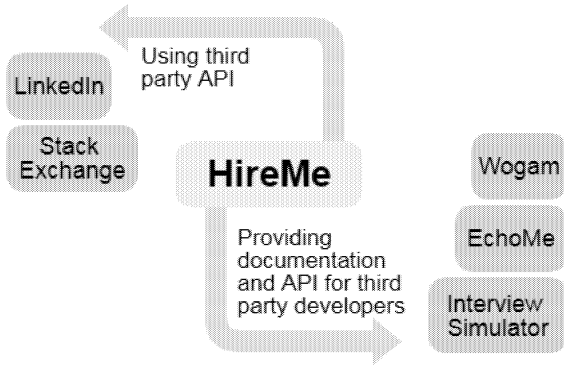 Using third
party API
LinkedIn
Stack
Exchange
HireMe
Wogam
EchoMe
Interview
Simulator
Providing
documentation
and API for third
party developers